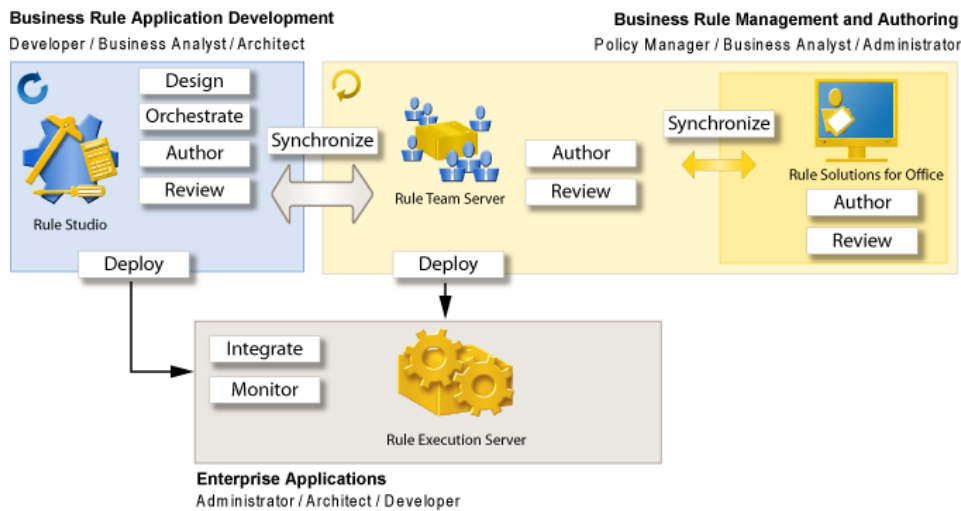 Business Rule Application Development
Developer / Business Analyst / Architect
Business Rule Management and Authoring
Policy Manager / Business Analyst / Administrator
Design
Orchestrate
Author
Review
Rule Studio
Deploy
Synchronize
Rule Team Server
Author
Review
Deploy
Synchronize
Rule Solutions for Office
Author
Review
Integrate
Monitor
Rule Execution Server
Enterprise Applications
Administrator / Architect / Developer